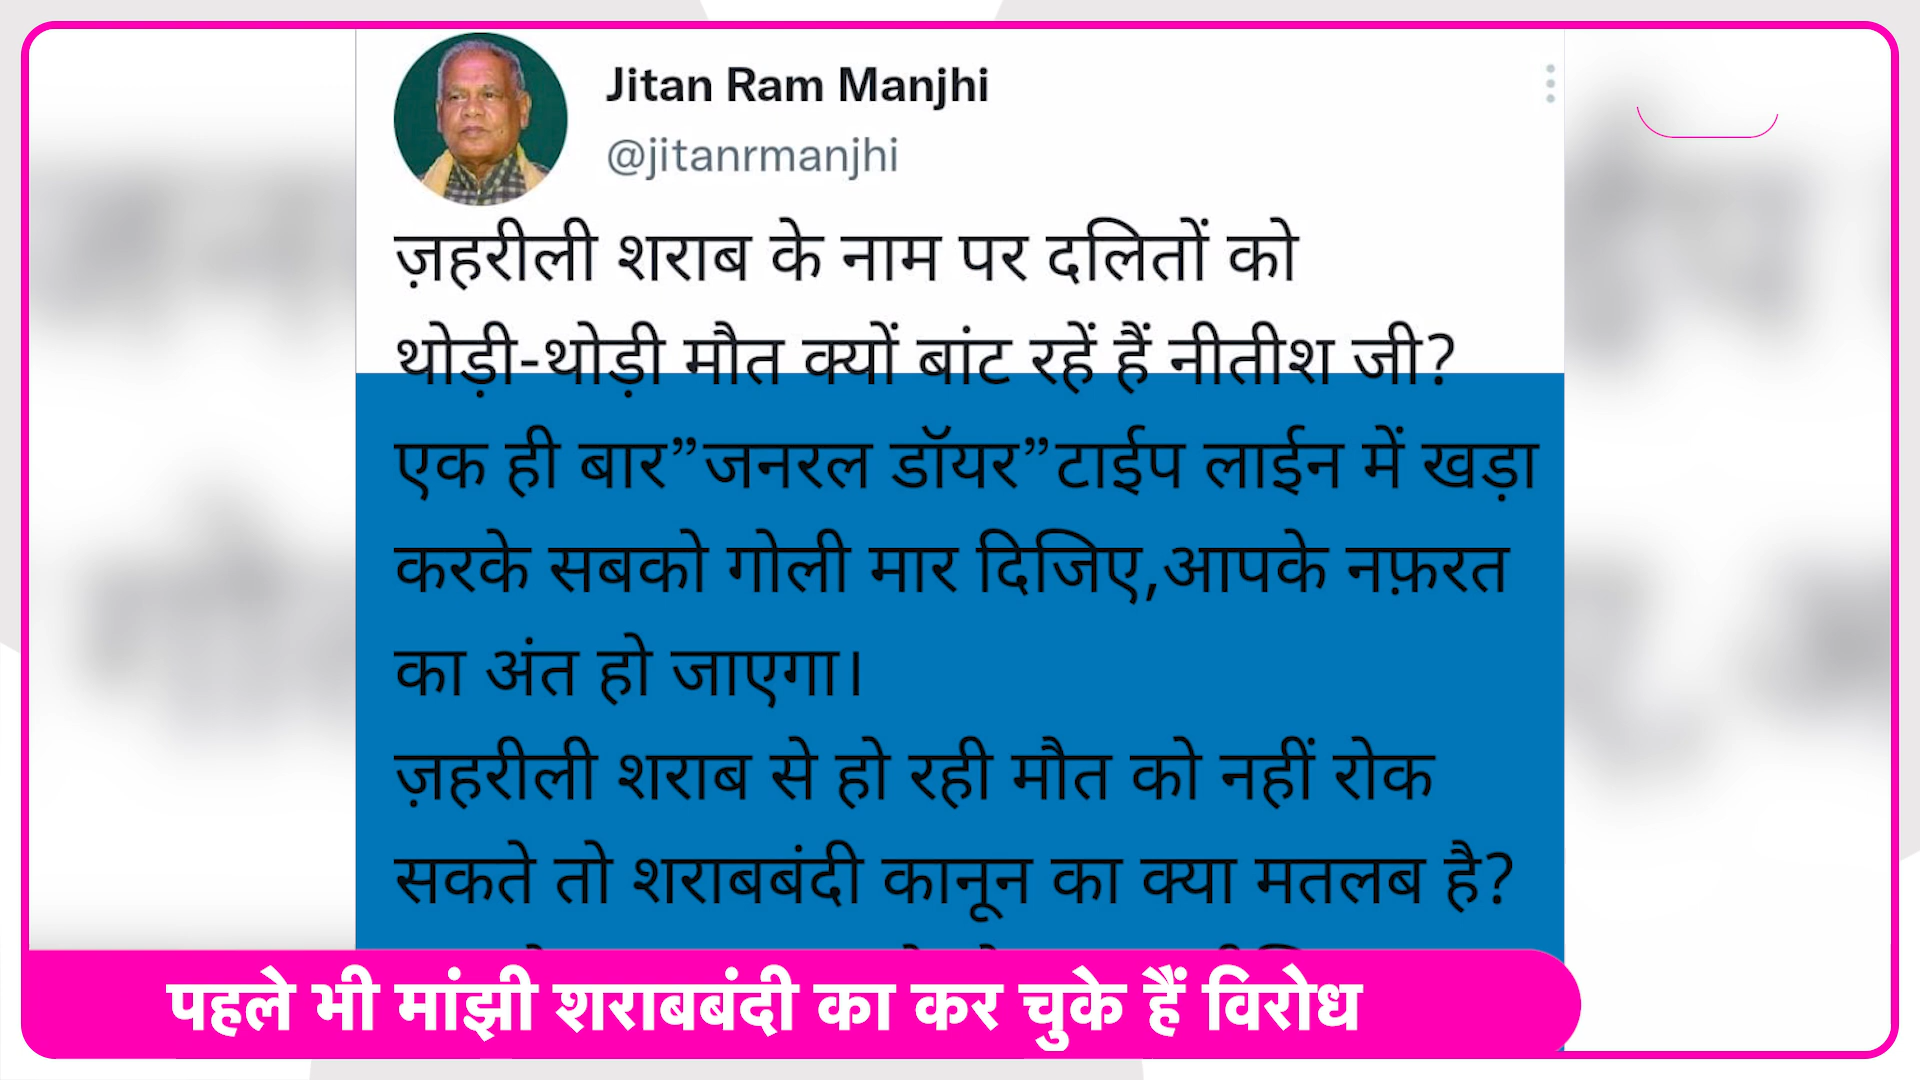 Jitan Ram Manjhi
@jitanrmanjhi
ज़हरीली शराब के नाम पर दलितों को
थोड़ी-थोड़ी मौत क्यों बांट रहें हैं नीतीश जी?
एक ही बार”जनरल डॉयर”टाईप लाईन में खड़ा
करके सबको गोली मार दिजिए,आपके नफ़रत
का अंत हो जाएगा।
ज़हरीली शराब से हो रही मौत को नहीं रोक
सकते तो शराबबंदी कानून का क्या मतलब है?
पहले भी मांझी शराबबंदी का कर चुके हैं विरोध